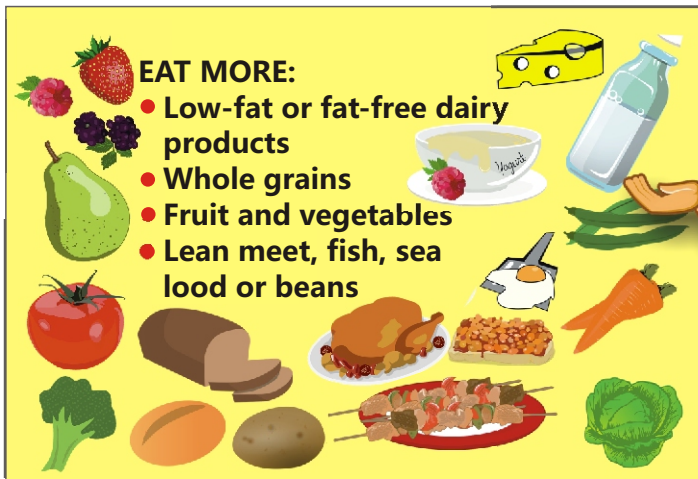 EAT MORE:
• Low-fat or fat-free dairy
products
• Whole grains
• Fruit and vegetables
• Lean meet, fish, sea
lood or beans
Yogurt